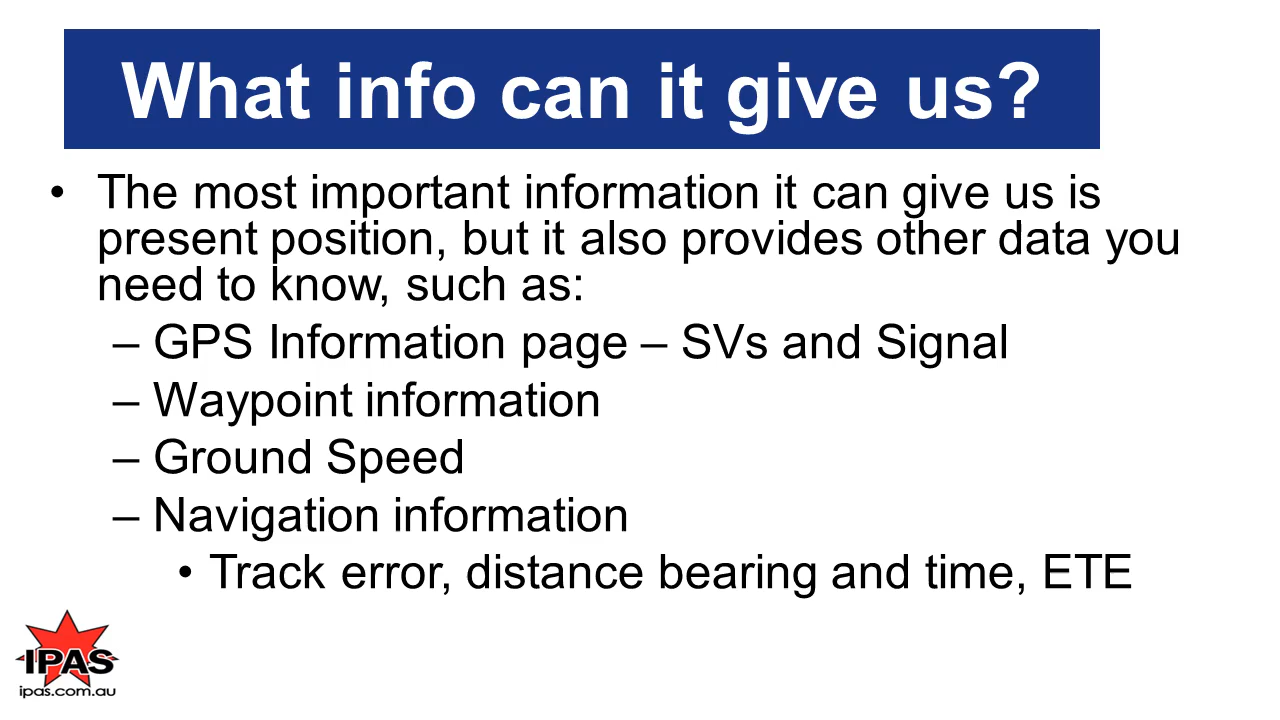 What info can it give us?
• The most important information it can give us is
present position, but it also provides other data you
need to know, such as:
– GPS Information page – SVs and Signal
– Waypoint information
– Ground Speed
– Navigation information
• Track error, distance bearing and time, ETE
IPAS
ipas.com.au